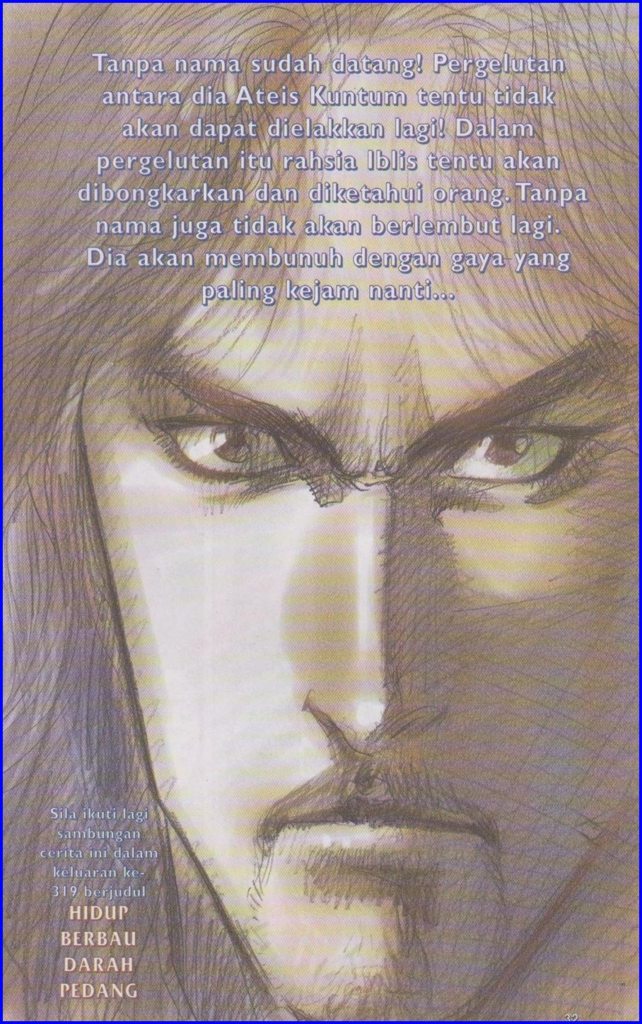 Tanpa nama sudah datang! Pergelutan
antara dia Ateis Kuntum tentu tidak
akan dapat dielakkan lagi! Dalam
pergelutan itu rahsia Iblis tentu akan
dibongkarkan dan diketahui orang. Tanpa
nama juga tidak akan berlembut lagi.
Dia akan membunuh dengan gaya yang
paling kejam nanti...
Sila ikuti lagi
sambungan
cerita ini dalam
keluaran ke-
319 berjudul
HIDUP
BERBAU
DARAH
PEDANG
32